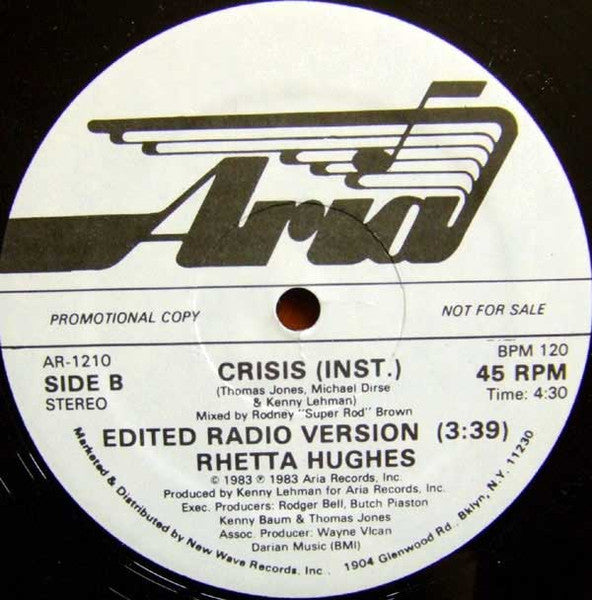 Aria
PROMOTIONAL COPY
NOT FOR SALE
AR-1210
SIDE B
STEREO
CRISIS (INST.)
(Thomas Jones, Michael Dirse
& Kenny Lehman)
Mixed by Rodney "Super Rod" Brown
BPM 120
45 RPM
Time: 4:30
EDITED RADIO VERSION (3:39)
RHETTA HUGHES
© 1983 ℗ 1983 Aria Records, Inc.
Produced by Kenny Lehman for Aria Records, Inc.
Exec. Producers: Rodger Bell, Butch Piaston
Kenny Baum & Thomas Jones
Asso. Producer: Wayne Vlcan
Darian Music (BMI)
Marketed & Distributed by New Wave Records, Inc., 1904 Glenwood Rd., Bklyn, N.Y. 11230